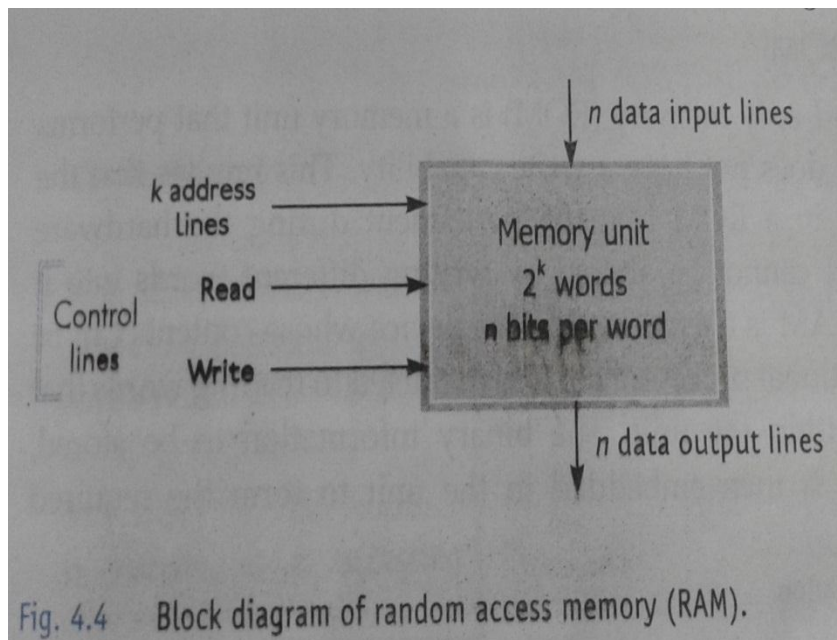 n data input lines
k address
lines
Memory unit
2^k words
n bits per word
Read
Control
lines
Write
n data output lines
Fig. 4.4 Block diagram of random access memory (RAM).